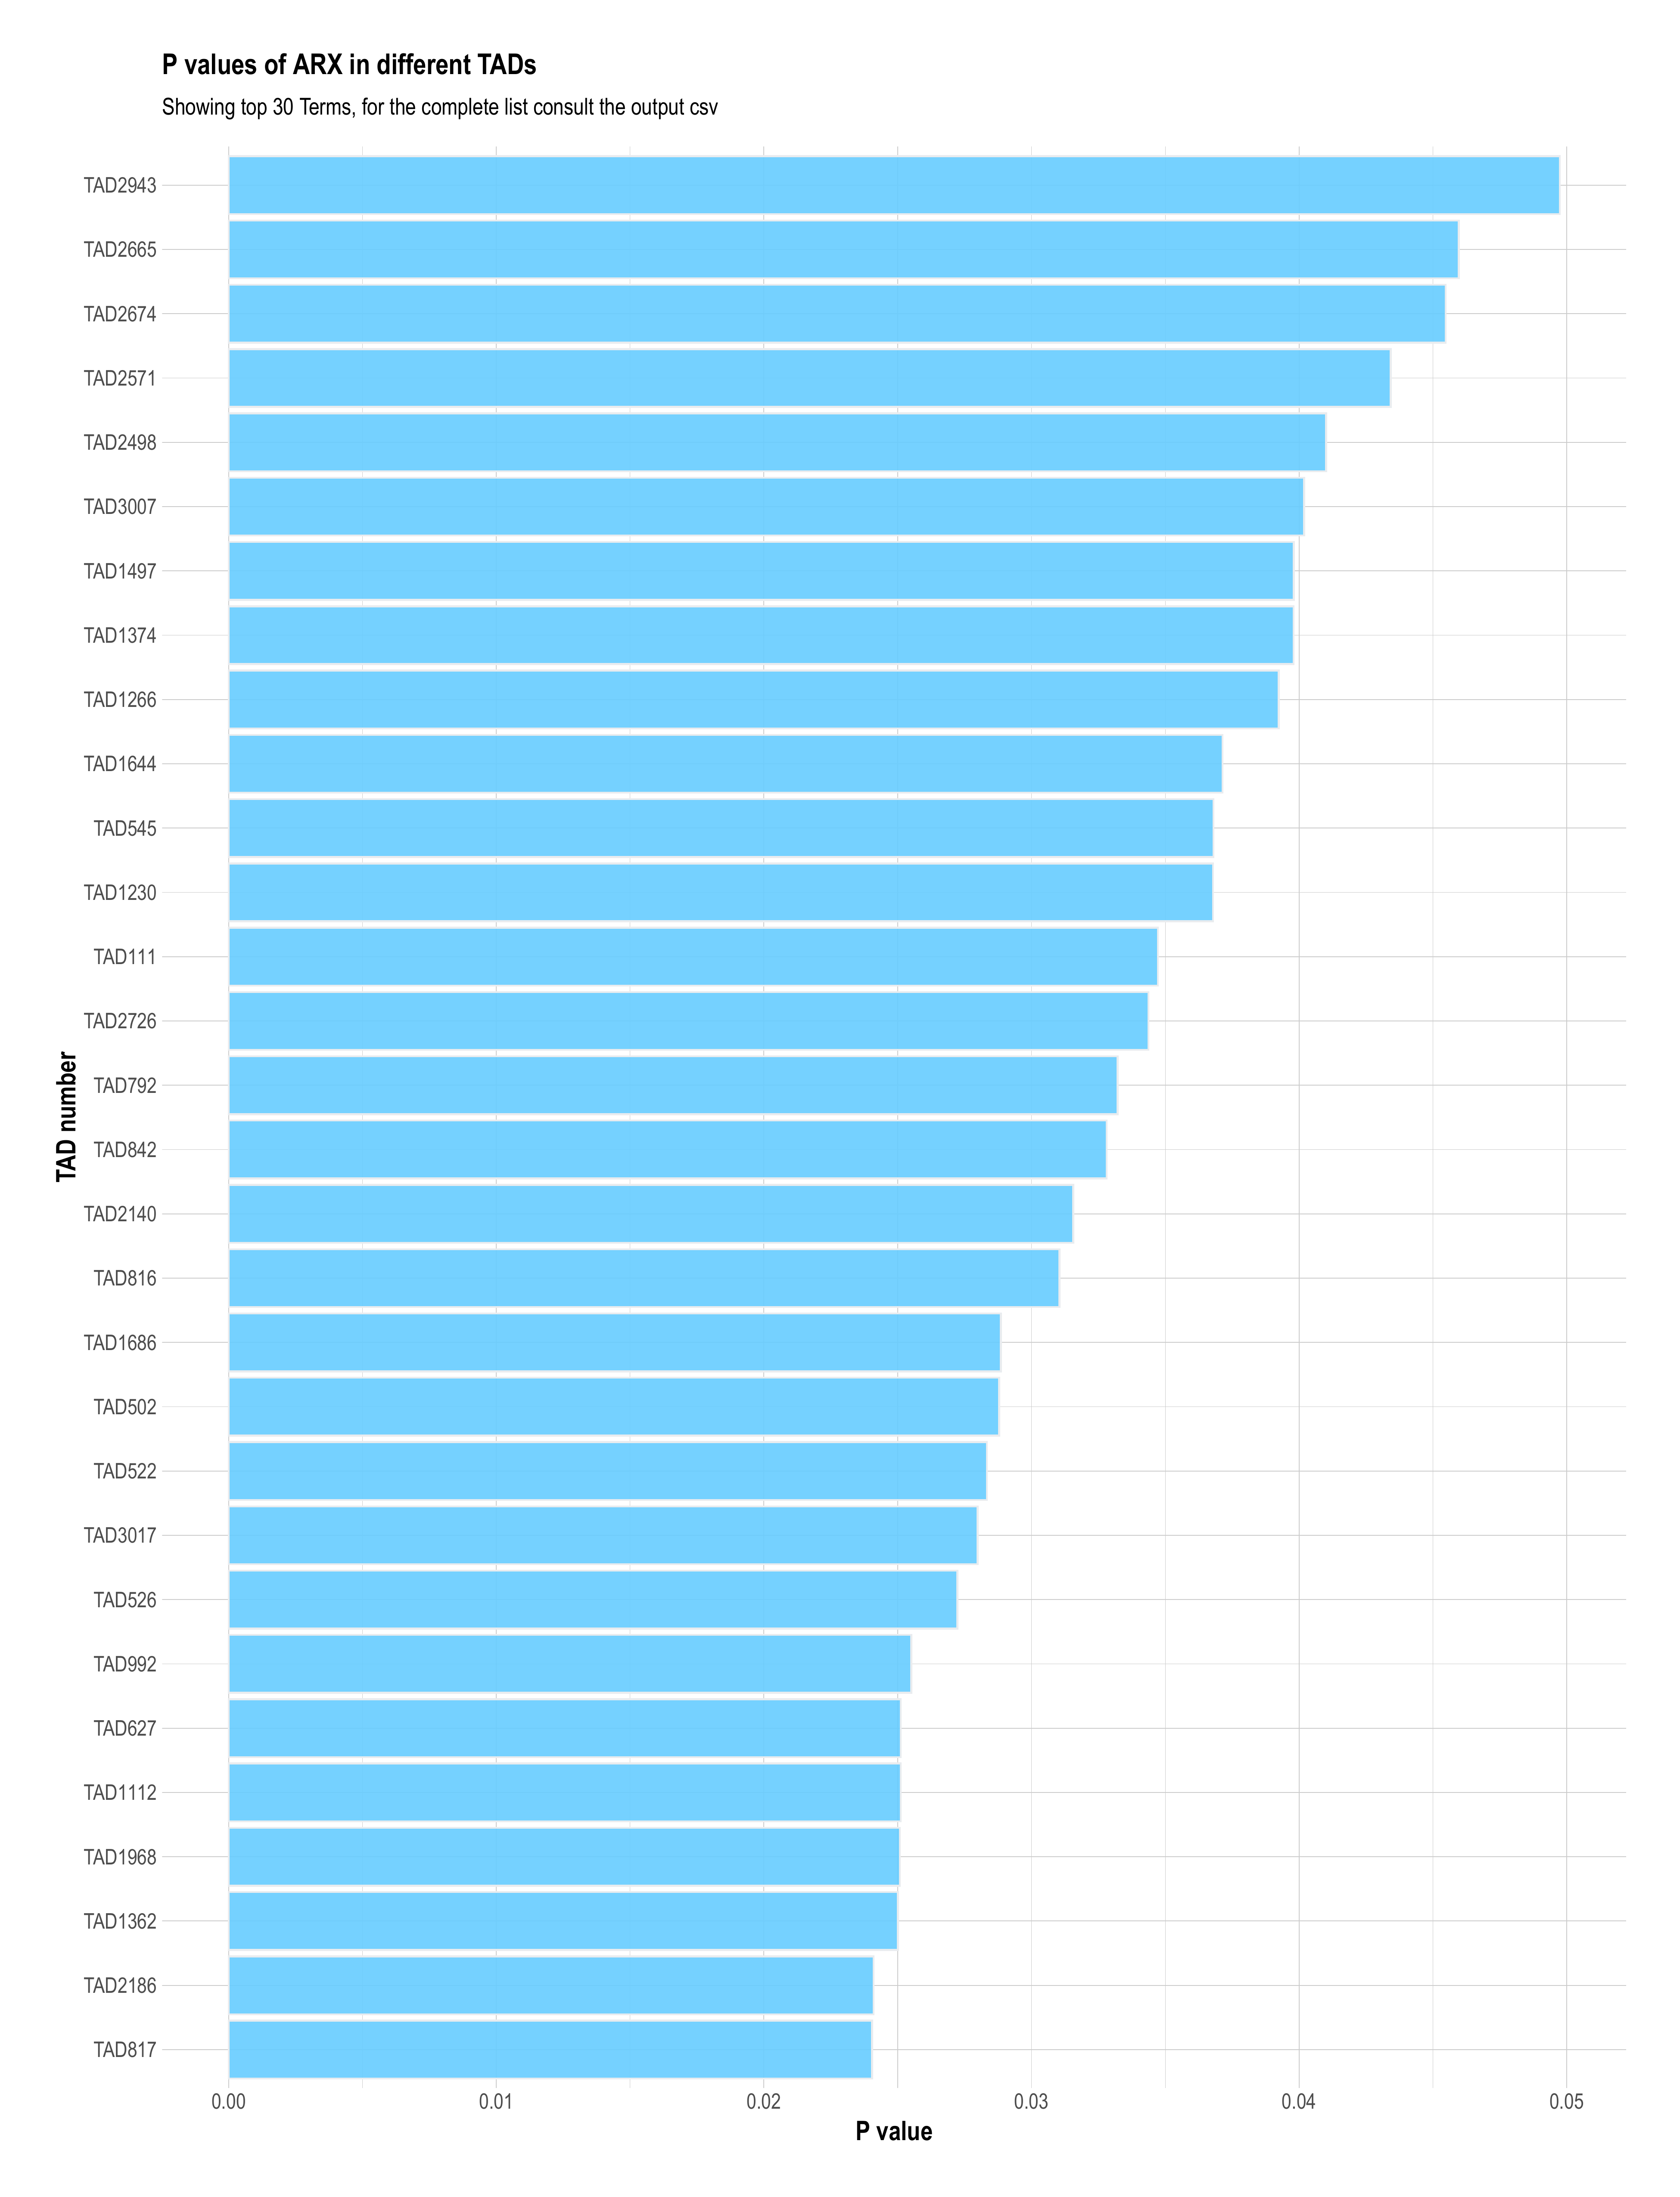 P values of ARX in different TADs
Showing top 30 Terms, for the complete list consult the output csv
TAD2943
TAD2665
TAD2674
TAD2571
TAD2498
TAD3007
TAD1497
TAD1374
TAD1266
TAD1644
TAD545
TAD1230
TAD111
TAD2726
TAD792
TAD842
TAD2140
TAD816
TAD1686
TAD502
TAD522
TAD3017
TAD526
TAD992
TAD627
TAD1112
TAD1968
TAD1362
TAD2186
TAD817
TAD number
0.00 0.01 0.02 0.03 0.04 0.05
P value